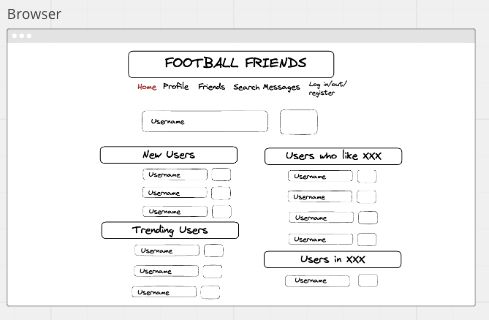 Browser
FOOTBALL FRIENDS
Home Profile Friends Search Messages Log in/out/
register
Username
New Users
Username
Username
Username
Trending Users
Username
Username
Username
Users who like XXX
Username
Username
Username
Username
Users in XXX
Username